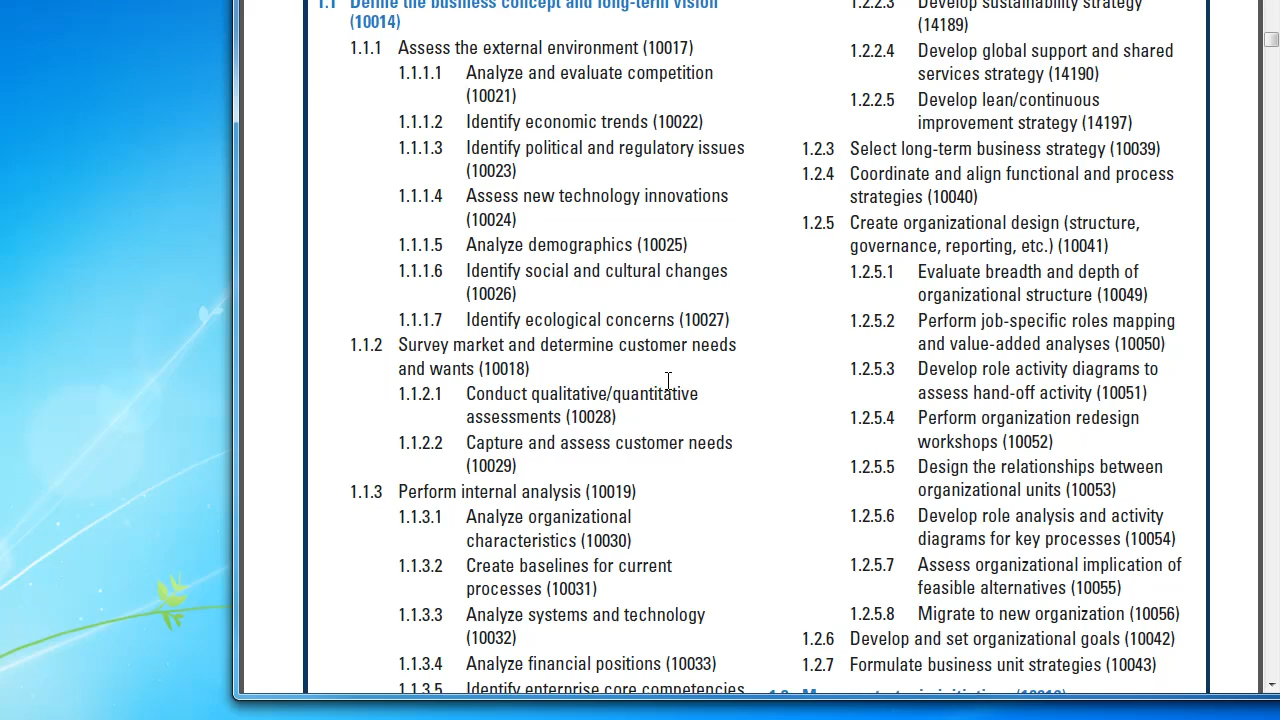 1.1 Define the business concept and long-term vision
(10014)
1.1.1 Assess the external environment (10017)
1.1.1.1 Analyze and evaluate competition
(10021)
1.1.1.2 Identify economic trends (10022)
1.1.1.3 Identify political and regulatory issues
(10023)
1.1.1.4 Assess new technology innovations
(10024)
1.1.1.5 Analyze demographics (10025)
1.1.1.6 Identify social and cultural changes
(10026)
1.1.1.7 Identify ecological concerns (10027)
1.1.2 Survey market and determine customer needs
and wants (10018)
1.1.2.1 Conduct qualitative/quantitative
assessments (10028)
1.1.2.2 Capture and assess customer needs
(10029)
1.1.3 Perform internal analysis (10019)
1.1.3.1 Analyze organizational
characteristics (10030)
1.1.3.2 Create baselines for current
processes (10031)
1.1.3.3 Analyze systems and technology
(10032)
1.1.3.4 Analyze financial positions (10033)
1.1.3.5 Identify enterprise core competencies
1.2.2.3 Develop sustainability strategy
(14189)
1.2.2.4 Develop global support and shared
services strategy (14190)
1.2.2.5 Develop lean/continuous
improvement strategy (14197)
1.2.3 Select long-term business strategy (10039)
1.2.4 Coordinate and align functional and process
strategies (10040)
1.2.5 Create organizational design (structure,
governance, reporting, etc.) (10041)
1.2.5.1 Evaluate breadth and depth of
organizational structure (10049)
1.2.5.2 Perform job-specific roles mapping
and value-added analyses (10050)
1.2.5.3 Develop role activity diagrams to
assess hand-off activity (10051)
1.2.5.4 Perform organization redesign
workshops (10052)
1.2.5.5 Design the relationships between
organizational units (10053)
1.2.5.6 Develop role analysis and activity
diagrams for key processes (10054)
1.2.5.7 Assess organizational implication of
feasible alternatives (10055)
1.2.5.8 Migrate to new organization (10056)
1.2.6 Develop and set organizational goals (10042)
1.2.7 Formulate business unit strategies (10043)